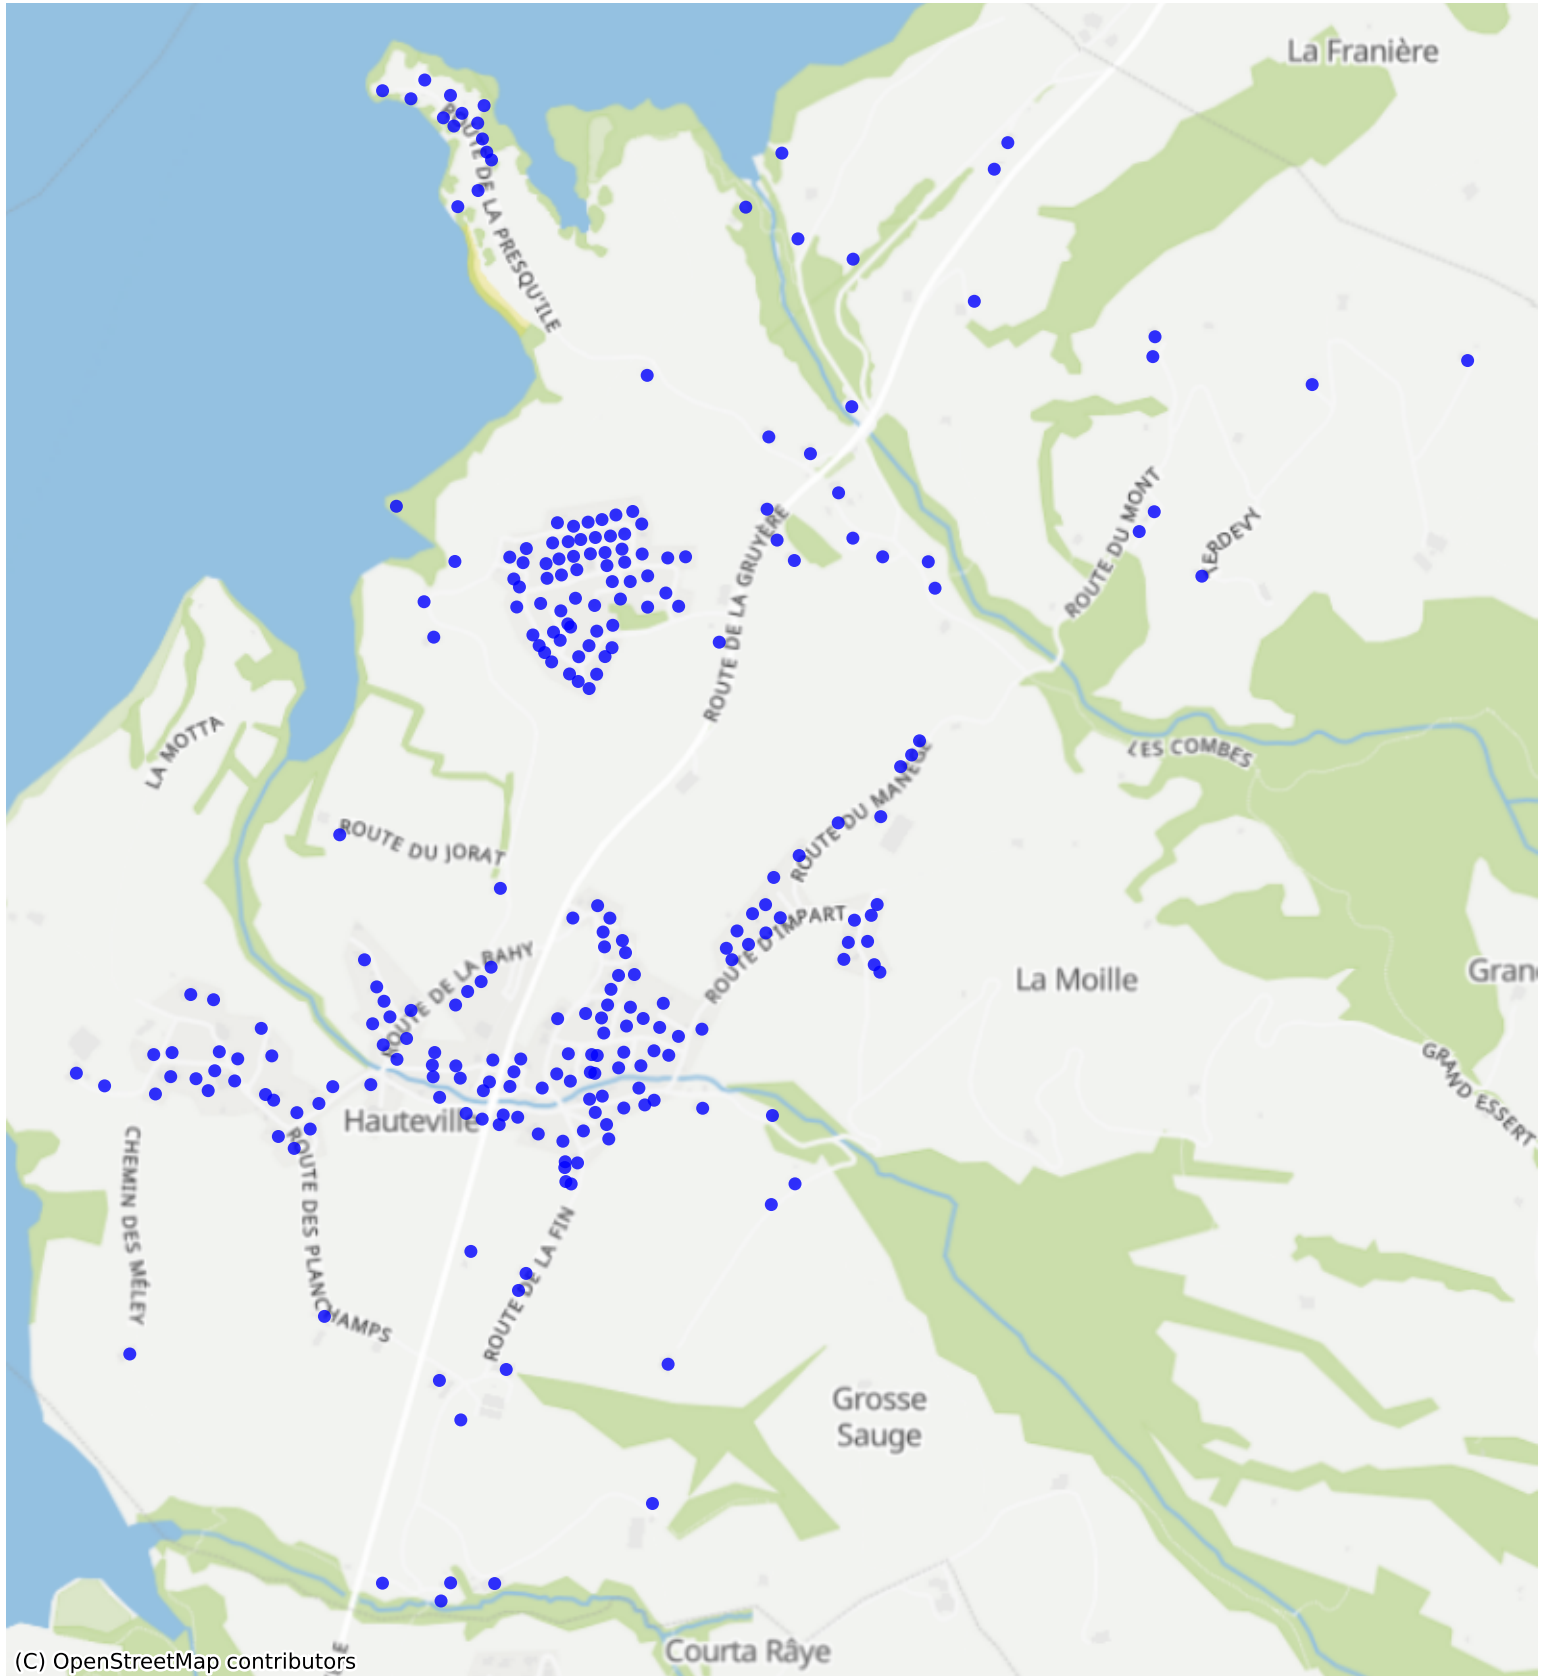 La Franière
ROUTE DE LA PRESQU'ILE
ROUTE DU MONT
LERDEVY
ROUTE DE LA GRUYÈRE
LA MOTTA
LES COMBES
ROUTE DU MANÈGE
ROUTE DU JORAT
ROUTE D'IMPART
ROUTE DE LA BAHY
La Moille
Gran
GRAND ESSERT
Hauteville
CHEMIN DES MÊLEY
ROUTE DES PLANCHAMPS
ROUTE DE LA FIN
Grosse
Sauge
Courta Râye
(C) OpenStreetMap contributors